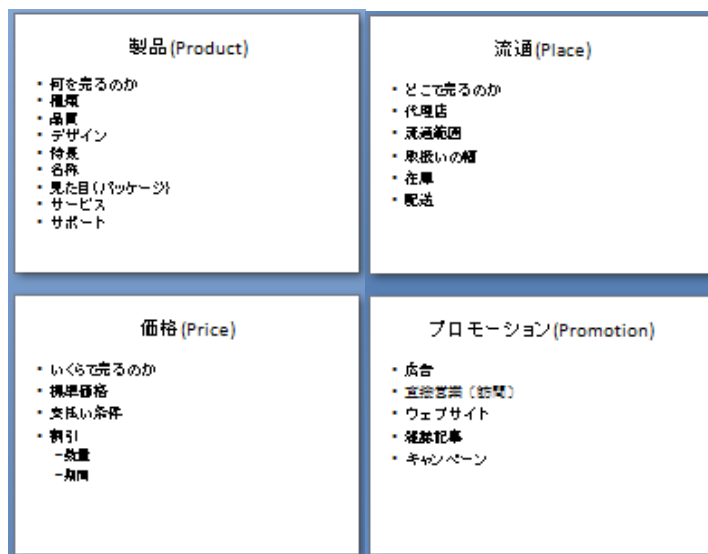 製品(Product)
・何を売るのか
・種類
・品質
・デザイン
・特長
・名称
・見た目(パッケージ)
・サービス
・サポート
流通(Place)
・どこで売るのか
・代理店
・流通範囲
・取扱いの幅
・在庫
・配送
価格(Price)
・いくらで売るのか
・標準価格
・支払い条件
・割引
–数量
–期間
プロモーション(Promotion)
・広告
・直接営業(訪問)
・ウェブサイト
・雑誌記事
・キャンペーン